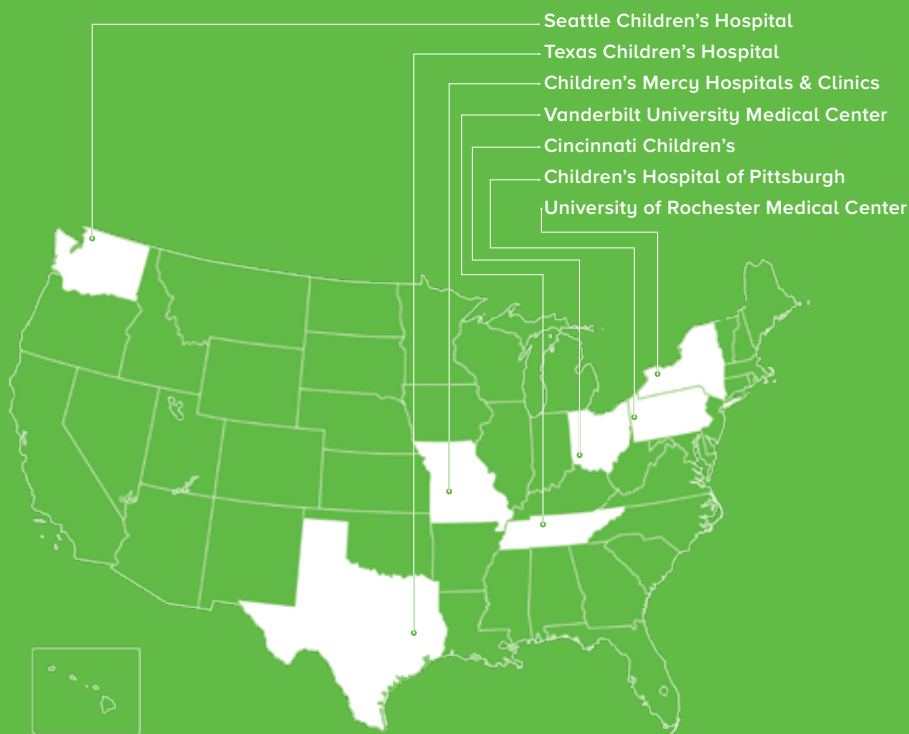 Seattle Children's Hospital
Texas Children's Hospital
Children's Mercy Hospitals & Clinics
Vanderbilt University Medical Center
Cincinnati Children's
Children's Hospital of Pittsburgh
University of Rochester Medical Center